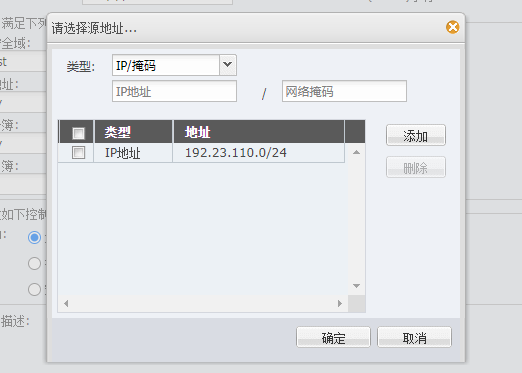 请选择源地址...
满足下列
全域:
st
地址:
类型:
IP/掩码
IP地址
/
网络掩码
类型
地址
IP地址
192.23.110.0/24
添加
删除
簿:
簿:
如下控制
描述:
确定
取消